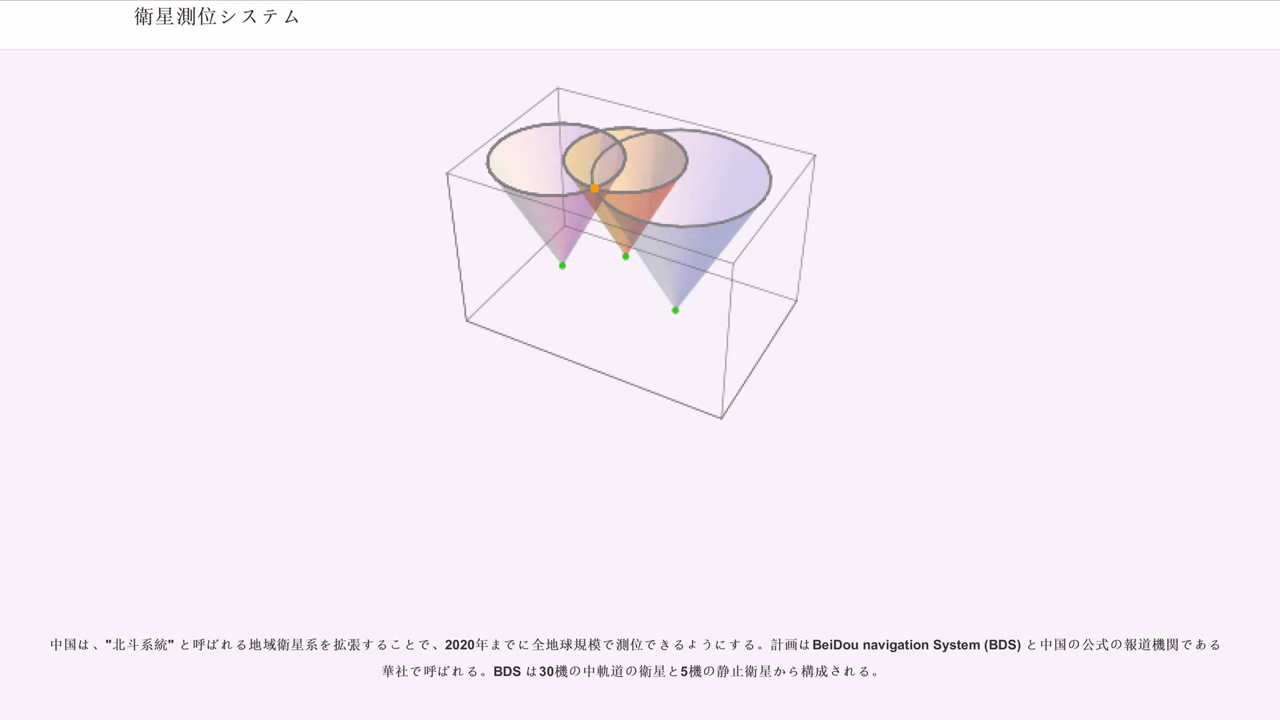 衛星測位システム
中国は、"北斗系統" と呼ばれる地域衛星系を拡張することで、2020年までに全地球規模で測位できるようにする。計画はBeiDou navigation System (BDS) と中国の公式の報道機関である
華社で呼ばれる。BDS は30機の中軌道の衛星と5機の静止衛星から構成される。